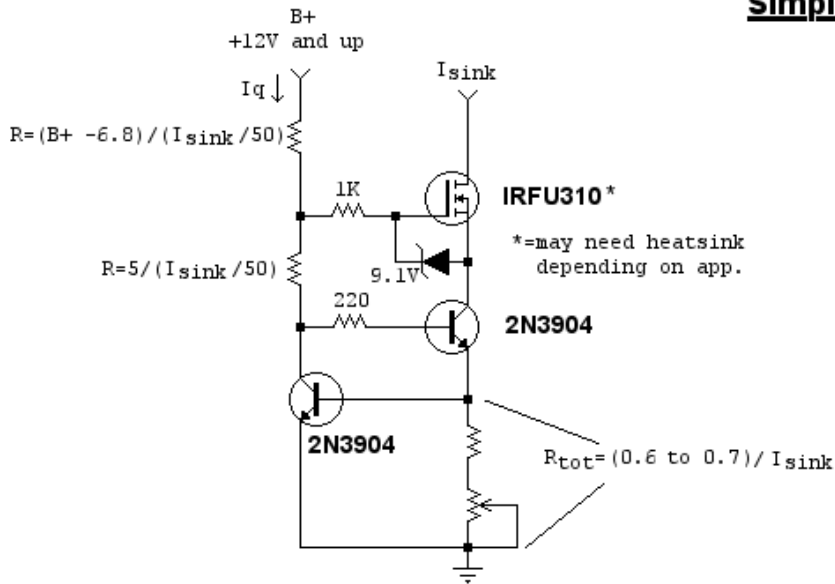 Simpl
B+
+12V and up
Iq
Isink
R=(B+ -6.8)/(Isink/50)
1K
IRFU310*
*=may need heatsink
depending on app.
9.1V
R=5/(Isink/50)
220
2N3904
2N3904
Rtot=(0.6 to 0.7)/Isink